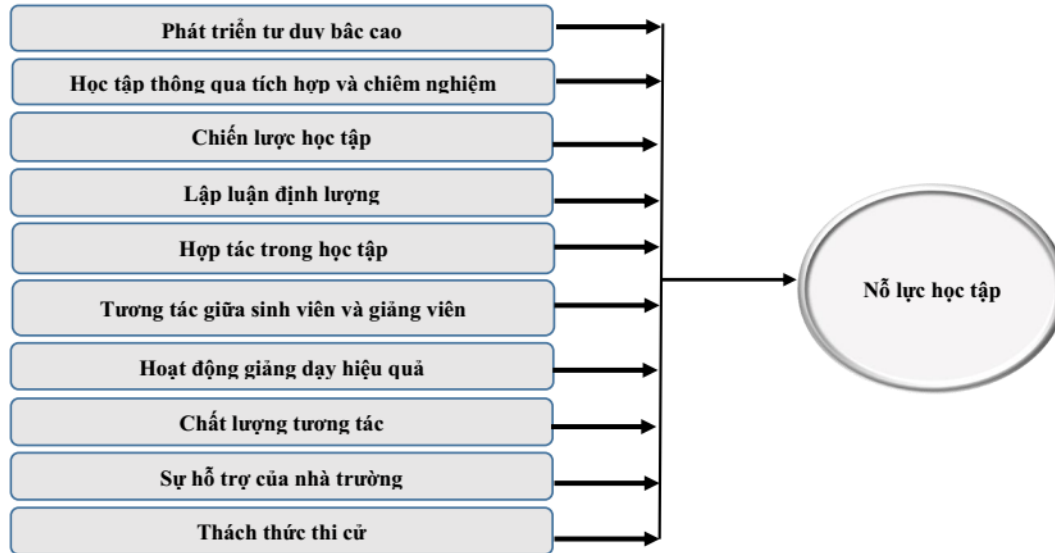 Phát triển tư duy bậc cao
Học tập thông qua tích hợp và chiêm nghiệm
Chiến lược học tập
Lập luận định lượng
Hợp tác trong học tập
Tương tác giữa sinh viên và giảng viên
Hoạt động giảng dạy hiệu quả
Chất lượng tương tác
Sự hỗ trợ của nhà trường
Thách thức thi cử
Nỗ lực học tập